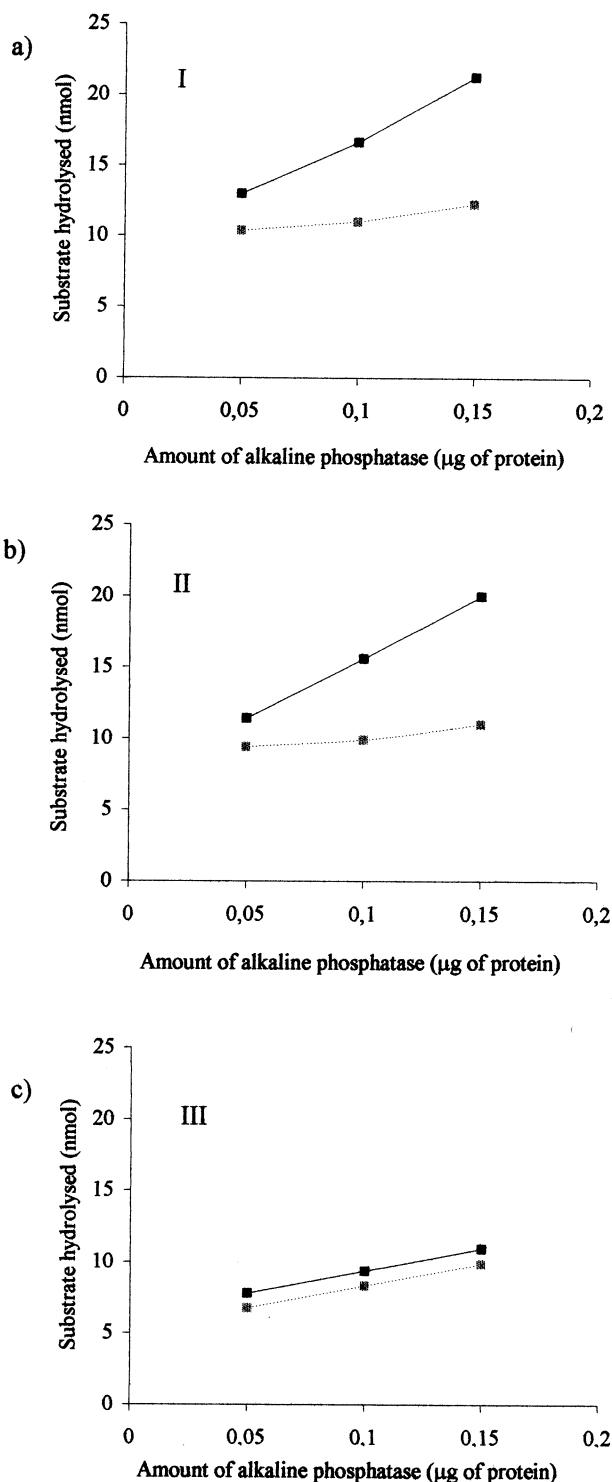 a)
I
Substrate hydrolysed (nmol)
25
20
15
10
5
0
0 0,05 0,1 0,15 0,2
Amount of alkaline phosphatase (µg of protein)
b)
II
Substrate hydrolysed (nmol)
25
20
15
10
5
0
0 0,05 0,1 0,15 0,2
Amount of alkaline phosphatase (µg of protein)
c)
III
Substrate hydrolysed (nmol)
25
20
15
10
5
0
0 0,05 0,1 0,15 0,2
Amount of alkaline phosphatase (µg of protein)